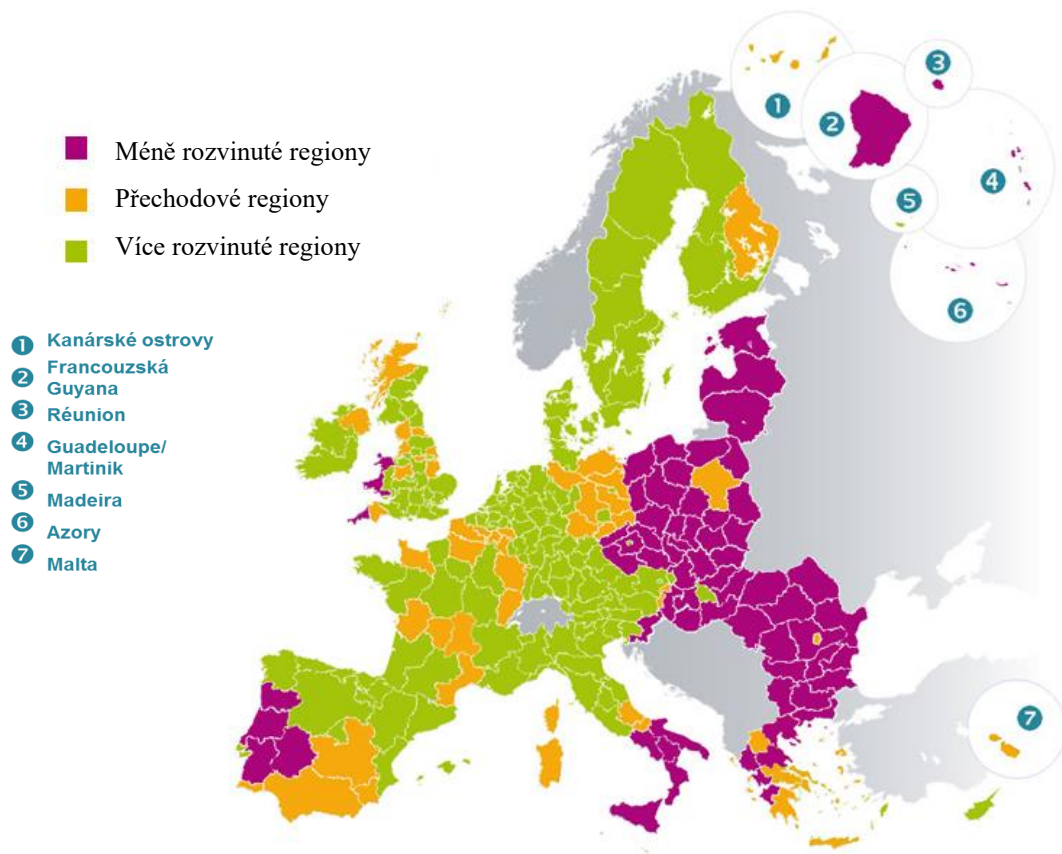 Méně rozvinuté regiony
Přechodové regiony
Více rozvinuté regiony
1 Kanárské ostrovy
2 Francouzská
Guyana
3 Réunion
4 Guadeloupe/
Martinik
5 Madeira
6 Azory
7 Malta
1
2
3
4
5
6
7